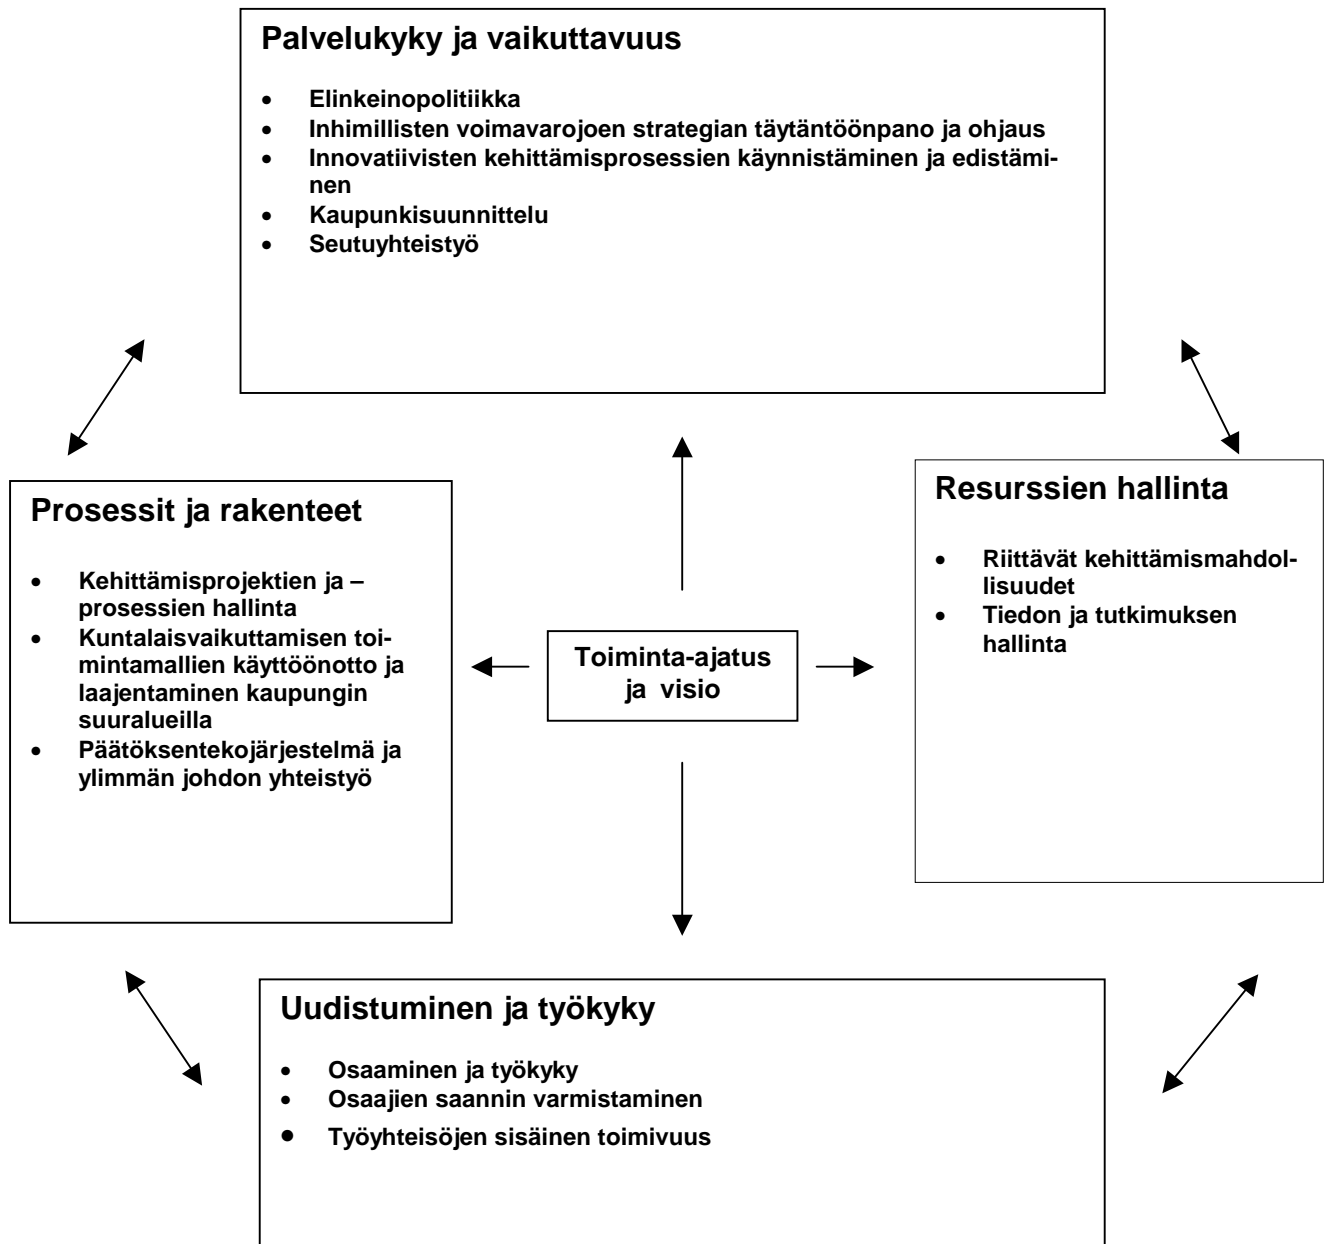 Palvelukyky ja vaikuttavuus
• Elinkeinopolitiikka
• Inhimillisten voimavarojoen strategian täytäntöönpano ja ohjaus
• Innovatiivisten kehittämisprosessien käynnistäminen ja edistämi-
nen
• Kaupunkisuunnittelu
• Seutuyhteistyö
Prosessit ja rakenteet
• Kehittämisprojektien ja –
prosessien hallinta
• Kuntalaisvaikuttamisen toi-
mintamallien käyttöönotto ja
laajentaminen kaupungin
suuralueilla
• Päätöksentekojärjestelmä ja
ylimmän johdon yhteistyö
Toiminta-ajatus
ja visio
Resurssien hallinta
• Riittävät kehittämismahdol-
lisuudet
• Tiedon ja tutkimuksen
hallinta
Uudistuminen ja työkyky
• Osaaminen ja työkyky
• Osaajien saannin varmistaminen
• Työyhteisöjen sisäinen toimivuus